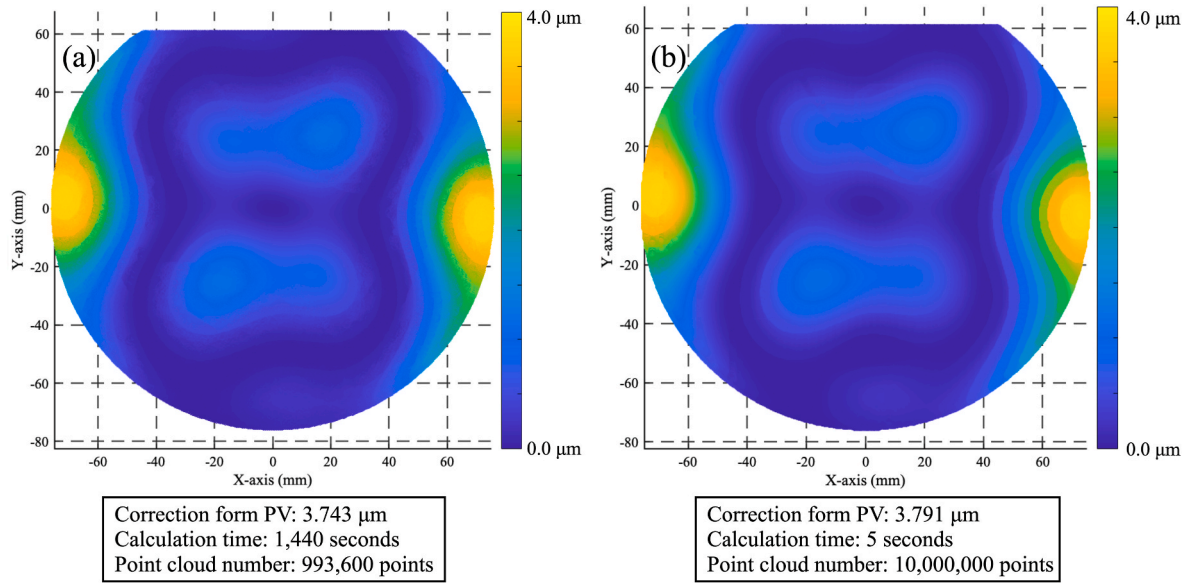 (a)
4.0 μm
60
40
20
0
-20
-40
-60
-80
Y-axis (mm)
0.0 μm
-60 -40 -20 0 20 40 60
X-axis (mm)
Correction form PV: 3.743 μm
Calculation time: 1,440 seconds
Point cloud number: 993,600 points
(b)
4.0 μm
60
40
20
0
-20
-40
-60
-80
Y-axis (mm)
0.0 μm
-60 -40 -20 0 20 40 60
X-axis (mm)
Correction form PV: 3.791 μm
Calculation time: 5 seconds
Point cloud number: 10,000,000 points